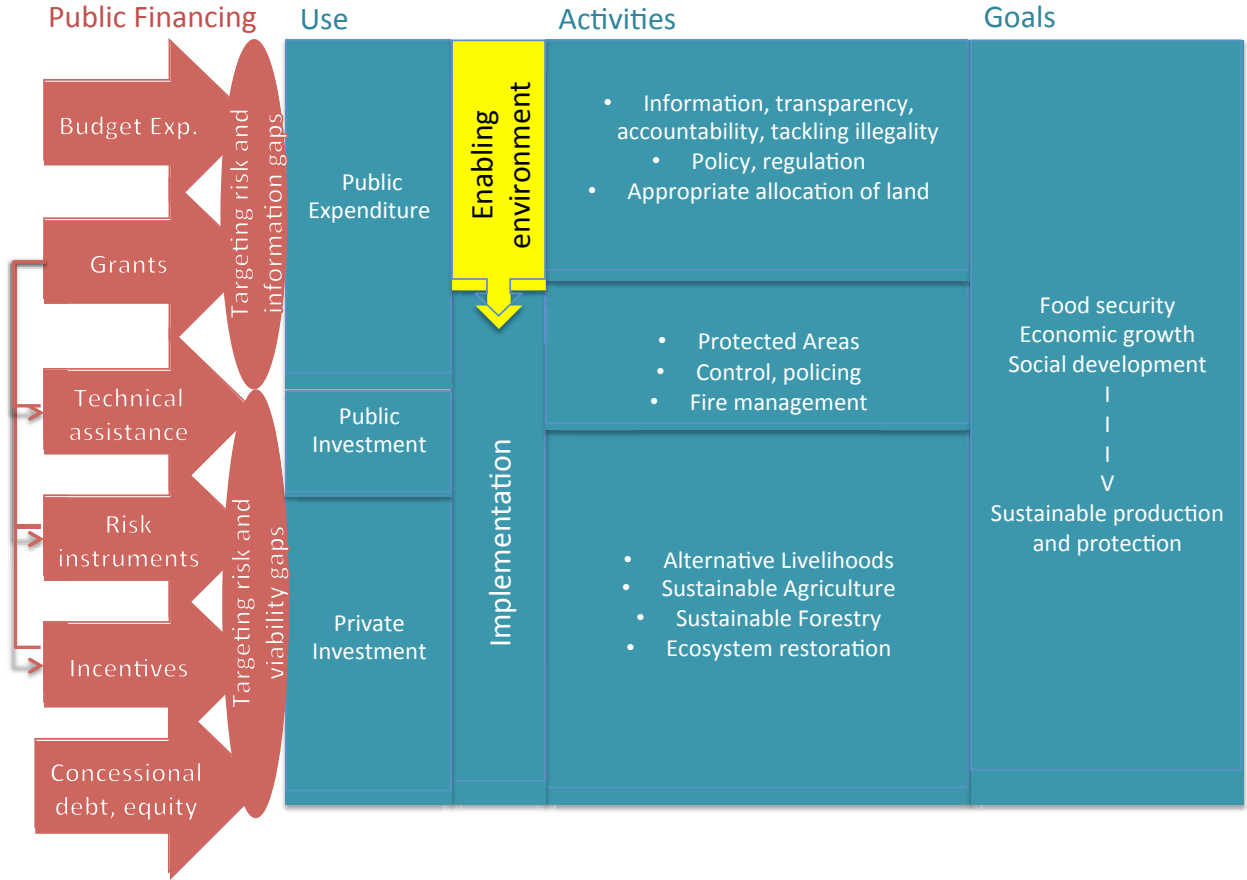 Public Financing
Use
Activities
Goals
Budget Exp.
Grants
Technical
assistance
Risk
instruments
Incentives
Concessional
debt, equity
Targeting risk and
information gaps
Targeting risk and
viability gaps
Public
Expenditure
Public
Investment
Private
Investment
Enabling
environment
Implementation
• Information, transparency,
accountability, tackling illegality
• Policy, regulation
• Appropriate allocation of land
• Protected Areas
• Control, policing
• Fire management
• Alternative Livelihoods
• Sustainable Agriculture
• Sustainable Forestry
• Ecosystem restoration
Food security
Economic growth
Social development
I
I
I
I
V
Sustainable production
and protection